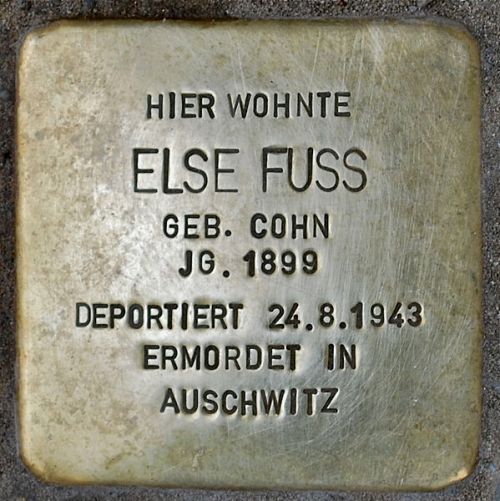 HIER WOHNTE
ELSE FUSS
GEB. COHN
JG. 1899
DEPORTIERT 24.8.1943
ERMORDET IN
AUSCHWITZ